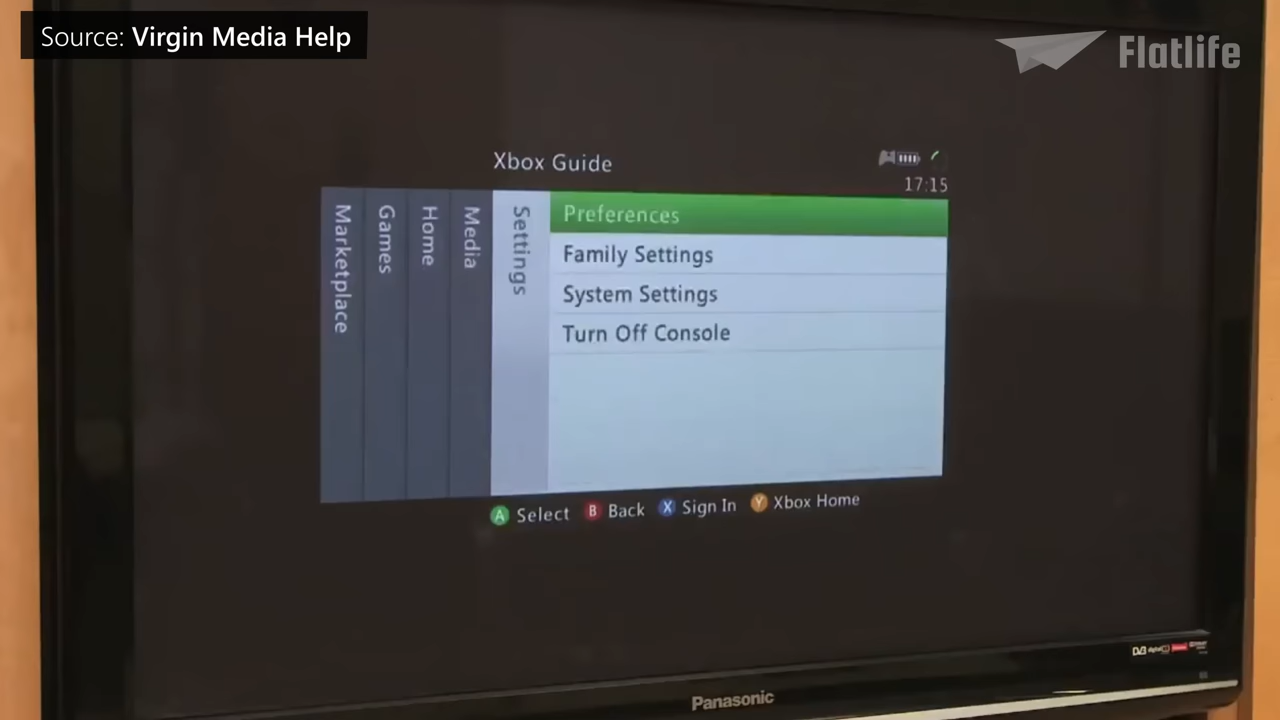 Source: Virgin Media Help
Flatlife
Xbox Guide
17:15
Marketplace
Games
Home
Media
Settings
Preferences
Family Settings
System Settings
Turn Off Console
A Select B Back X Sign In Y Xbox Home
DVB
Panasonic